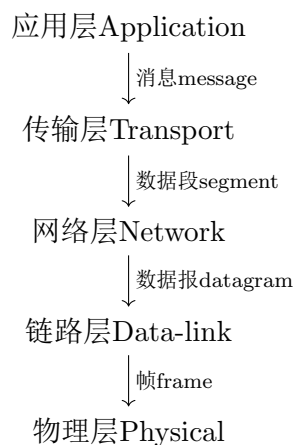 应用层Application
消息message
传输层Transport
数据段segment
网络层Network
数据报datagram
链路层Data-link
帧frame
物理层Physical